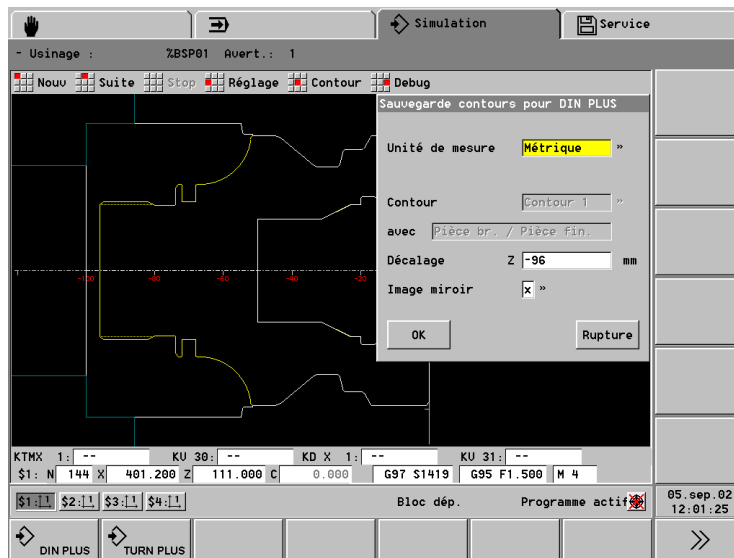 Simulation
Service
- Usinage : %BSP01 Avert.: 1
Nouv Suite Stop Réglage Contour Debug
Sauvegarde contours pour DIN PLUS
Unité de mesure Métrique »
Contour Contour 1 »
avec Pièce br. / Pièce fin.
Décalage Z -96 mm
Image miroir x »
OK Rupture
-100 -80 -60 -40 -20
KTMX 1: -- KV 30: -- KD X 1: -- KV 31: --
$1: N 144 X 401.200 Z 111.000 C 0.000 G97 S1419 G95 F1.500 M 4
$1: 1 $2: 1 $3: 1 $4: 1 Bloc dép. Programme actif
05.sep.02
12:01:25
DIN PLUS TURN PLUS